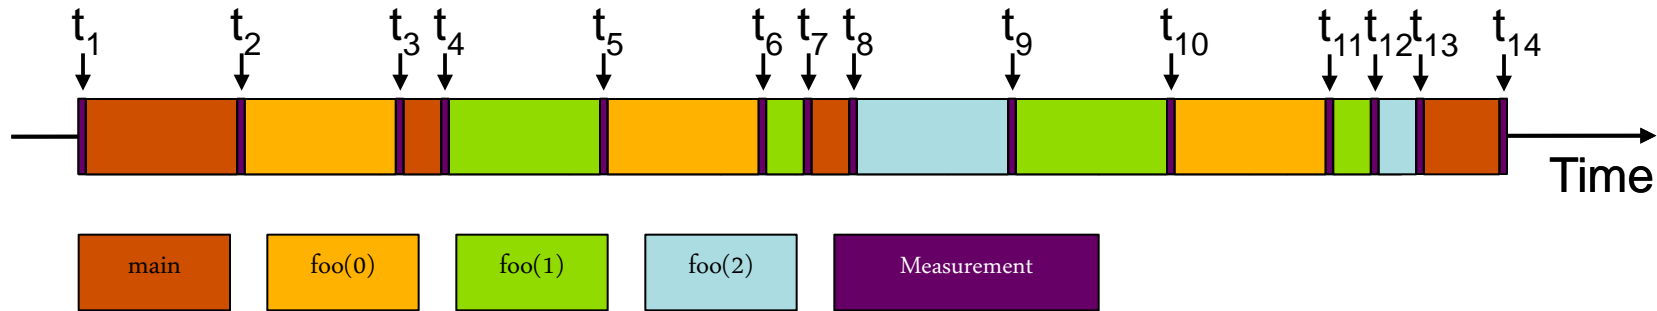 t1 t2 t3 t4 t5 t6 t7 t8 t9 t10 t11 t12 t13 t14
Time
main foo(0) foo(1) foo(2) Measurement